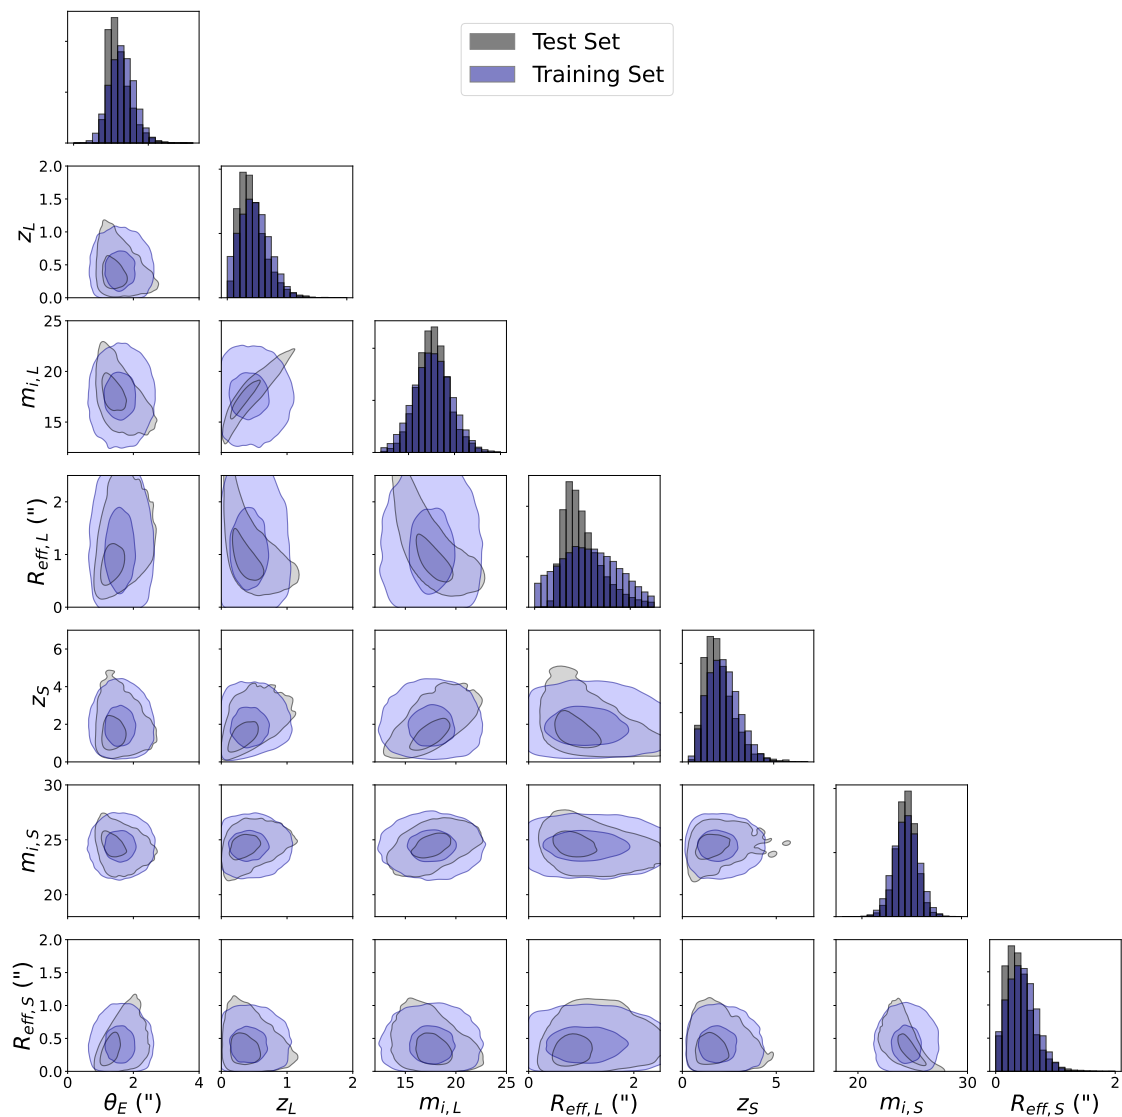 Test Set
Training Set
2.0
1.5
1.0
0.5
0.0
z_L
25
20
15
m_{i,L}
2
1
0
R_{eff,L} (")
6
4
2
0
z_S
30
25
20
m_{i,S}
2.0
1.5
1.0
0.5
0.0
R_{eff,S} (")
0 2 4
0 1 2
15 20 25
0 2
0 5
20 30
0 2
θ_E (")
z_L
m_{i,L}
R_{eff,L} (")
z_S
m_{i,S}
R_{eff,S} (")